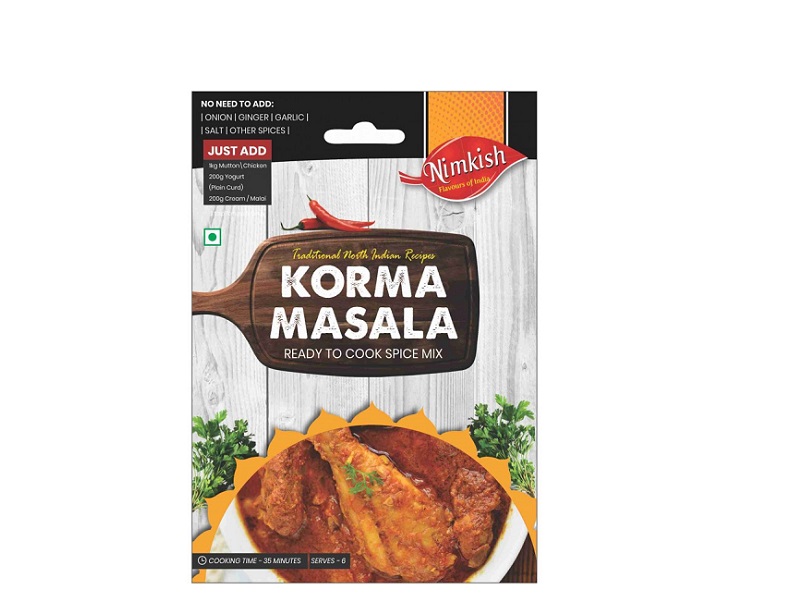 NO NEED TO ADD:
| ONION | GINGER | GARLIC |
| SALT | OTHER SPICES |
JUST ADD
1kg Mutton\Chicken
200g Yogurt
(Plain Curd)
200g Cream / Malai
Nimkish
Flavours of India
Traditional North Indian Recipes
KORMA
MASALA
READY TO COOK SPICE MIX
COOKING TIME - 35 MINUTES | SERVES - 6